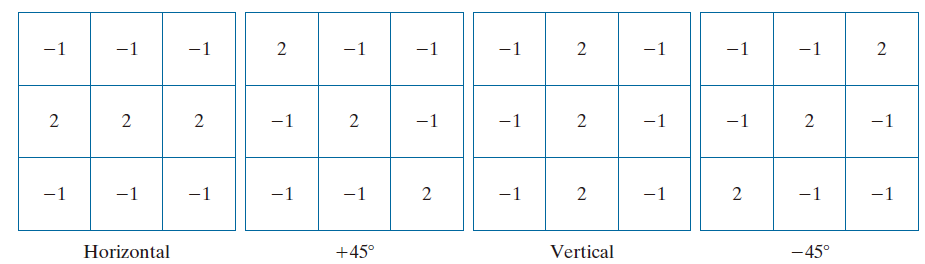 −1 −1 −1 2 −1 −1 −1 2 −1 −1 −1 2
2 2 2 −1 2 −1 −1 2 −1 −1 2 −1
−1 −1 −1 −1 −1 2 −1 2 −1 2 −1 −1
Horizontal +45° Vertical −45°